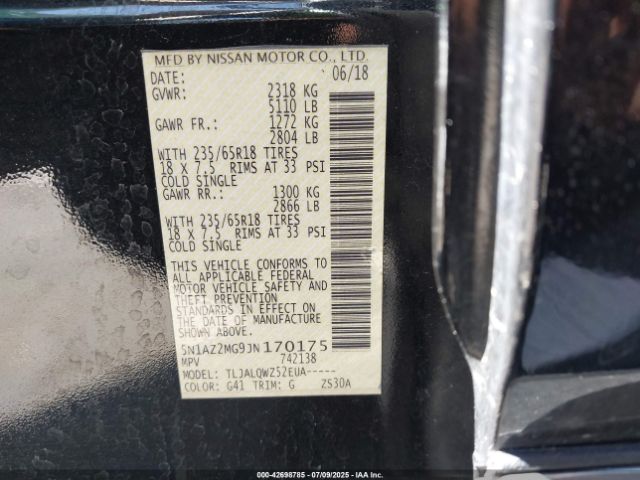 MFD BY NISSAN MOTOR CO., LTD.
DATE: 06/18
GVWR: 2318 KG
5110 LB
GAWR FR.: 1272 KG
2804 LB
WITH 235/65R18 TIRES
18 X 7.5 RIMS AT 33 PSI
COLD SINGLE
GAWR RR.: 1300 KG
2866 LB
WITH 235/65R18 TIRES
18 X 7.5 RIMS AT 33 PSI
COLD SINGLE
THIS VEHICLE CONFORMS TO
ALL APPLICABLE FEDERAL
MOTOR VEHICLE SAFETY AND
THEFT PREVENTION
STANDARDS IN EFFECT ON
THE DATE OF MANUFACTURE
SHOWN ABOVE.
5N1AZ2MG9JN170175
MPV 742138
MODEL: TLJALQWZ52EUA-----
COLOR: G41 TRIM: G ZS30A
000-42698785 - 07/09/2025 - IAA Inc.